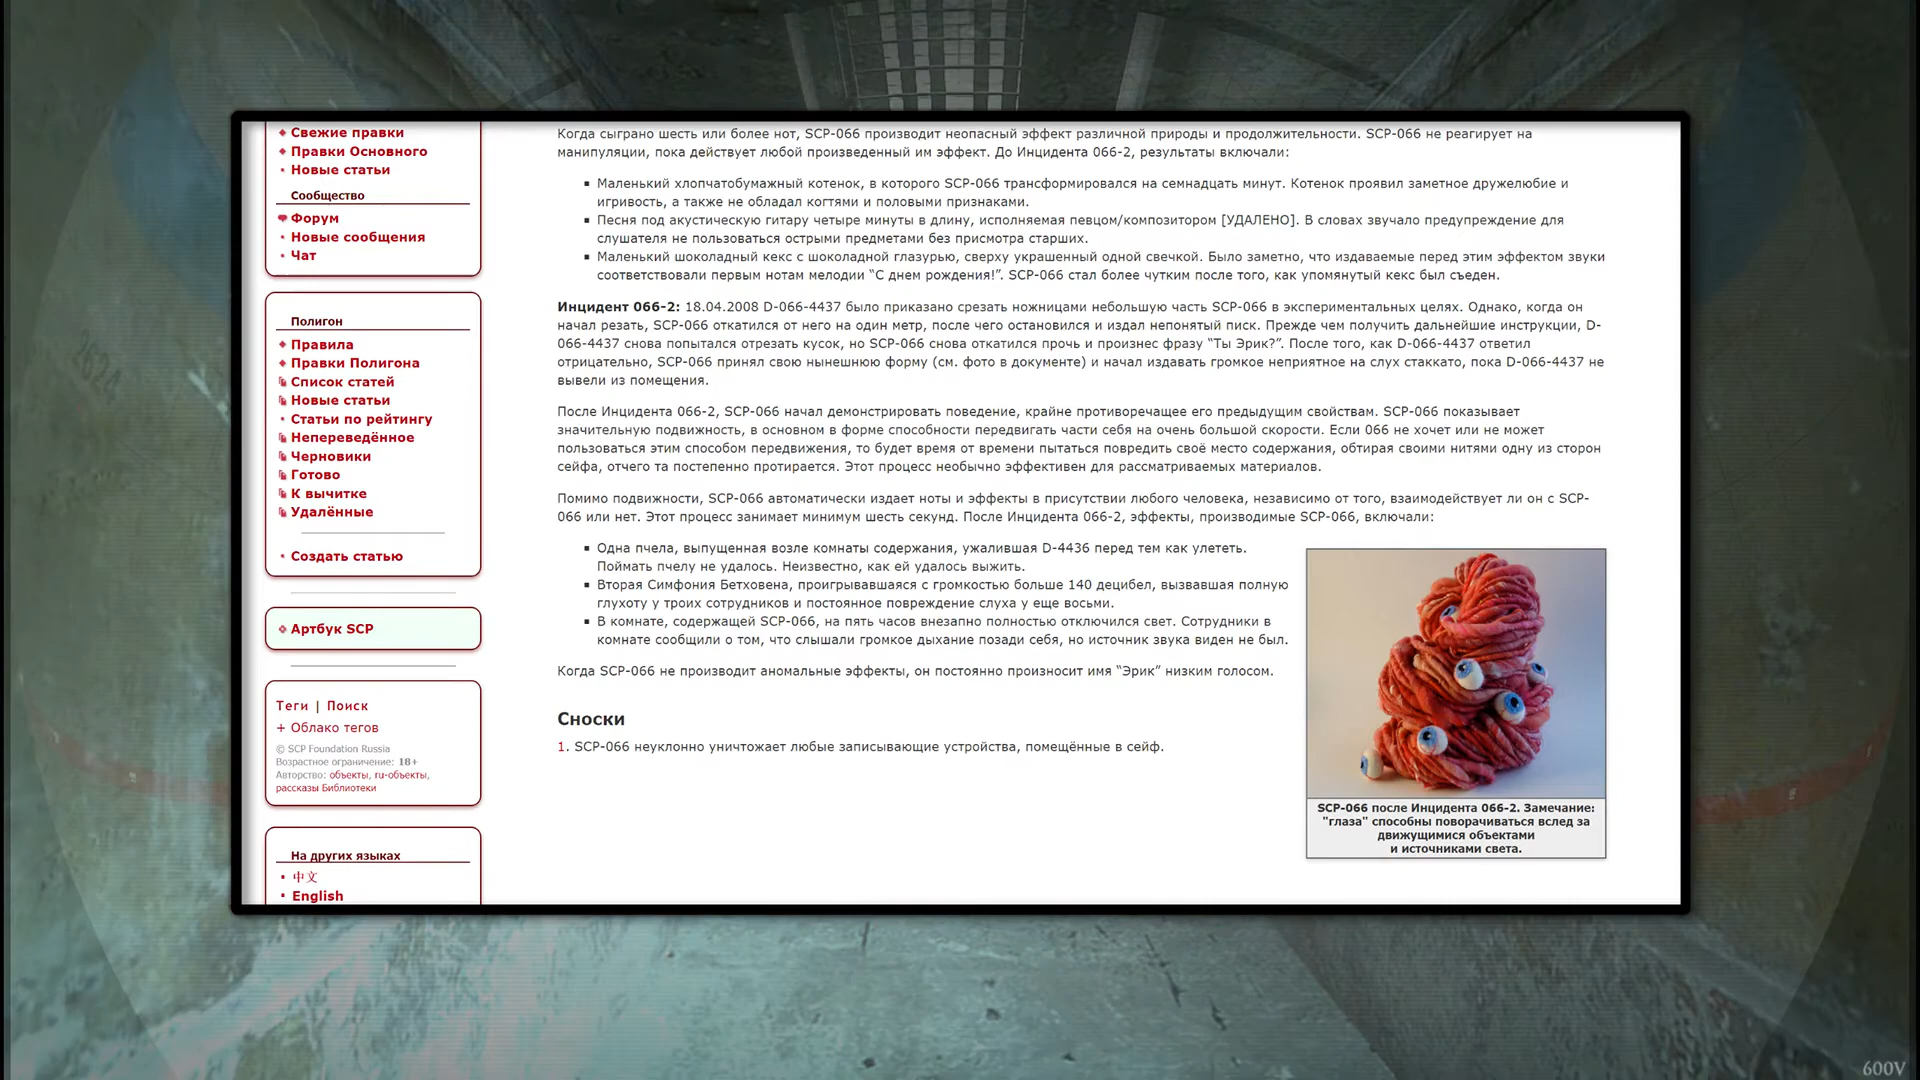 Свежие правки
Правки Основного
Новые статьи
Сообщество
Форум
Новые сообщения
Чат
Полигон
Правила
Правки Полигона
Список статей
Новые статьи
Статьи по рейтингу
Непереведённое
Черновики
Готово
К вычитке
Удалённые
Создать статью
Артбук SCP
Теги | Поиск
+ Облако тегов
© SCP Foundation Russia
Возрастное ограничение: 18+
Авторство: объекты, ru-объекты,
рассказы Библиотеки
На других языках
中文
English
Когда сыграно шесть или более нот, SCP-066 производит неопасный эффект различной природы и продолжительности. SCP-066 не реагирует на
манипуляции, пока действует любой произведенный им эффект. До Инцидента 066-2, результаты включали:
Маленький хлопчатобумажный котенок, в которого SCP-066 трансформировался на семнадцать минут. Котенок проявил заметное дружелюбие и
игривость, а также не обладал когтями и половыми признаками.
Песня под акустическую гитару четыре минуты в длину, исполняемая певцом/композитором [УДАЛЕНО]. В словах звучало предупреждение для
слушателя не пользоваться острыми предметами без присмотра старших.
Маленький шоколадный кекс с шоколадной глазурью, сверху украшенный одной свечкой. Было заметно, что издаваемые перед этим эффектом звуки
соответствовали первым нотам мелодии “С днем рождения!”. SCP-066 стал более чутким после того, как упомянутый кекс был съеден.
Инцидент 066-2: 18.04.2008 D-066-4437 было приказано срезать ножницами небольшую часть SCP-066 в экспериментальных целях. Однако, когда он
начал резать, SCP-066 откатился от него на один метр, после чего остановился и издал непонятый писк. Прежде чем получить дальнейшие инструкции, D-
066-4437 снова попытался отрезать кусок, но SCP-066 снова откатился прочь и произнес фразу “Ты Эрик?”. После того, как D-066-4437 ответил
отрицательно, SCP-066 принял свою нынешнюю форму (см. фото в документе) и начал издавать громкое неприятное на слух стаккато, пока D-066-4437 не
вывели из помещения.
После Инцидента 066-2, SCP-066 начал демонстрировать поведение, крайне противоречащее его предыдущим свойствам. SCP-066 показывает
значительную подвижность, в основном в форме способности передвигать части себя на очень большой скорости. Если 066 не хочет или не может
пользоваться этим способом передвижения, то будет время от времени пытаться повредить своё место содержания, обтирая своими нитями одну из сторон
сейфа, отчего та постепенно протирается. Этот процесс необычно эффективен для рассматриваемых материалов.
Помимо подвижности, SCP-066 автоматически издает ноты и эффекты в присутствии любого человека, независимо от того, взаимодействует ли он с SCP-
066 или нет. Этот процесс занимает минимум шесть секунд. После Инцидента 066-2, эффекты, производимые SCP-066, включали:
Одна пчела, выпущенная возле комнаты содержания, ужалившая D-4436 перед тем как улететь.
Поймать пчелу не удалось. Неизвестно, как ей удалось выжить.
Вторая Симфония Бетховена, проигрывавшаяся с громкостью больше 140 децибел, вызвавшая полную
глухоту у троих сотрудников и постоянное повреждение слуха у еще восьми.
В комнате, содержащей SCP-066, на пять часов внезапно полностью отключился свет. Сотрудники в
комнате сообщили о том, что слышали громкое дыхание позади себя, но источник звука виден не был.
Когда SCP-066 не производит аномальные эффекты, он постоянно произносит имя “Эрик” низким голосом.
SCP-066 после Инцидента 066-2. Замечание:
"глаза" способны поворачиваться вслед за
движущимися объектами
и источниками света.
Сноски
1. SCP-066 неуклонно уничтожает любые записывающие устройства, помещённые в сейф.
600V